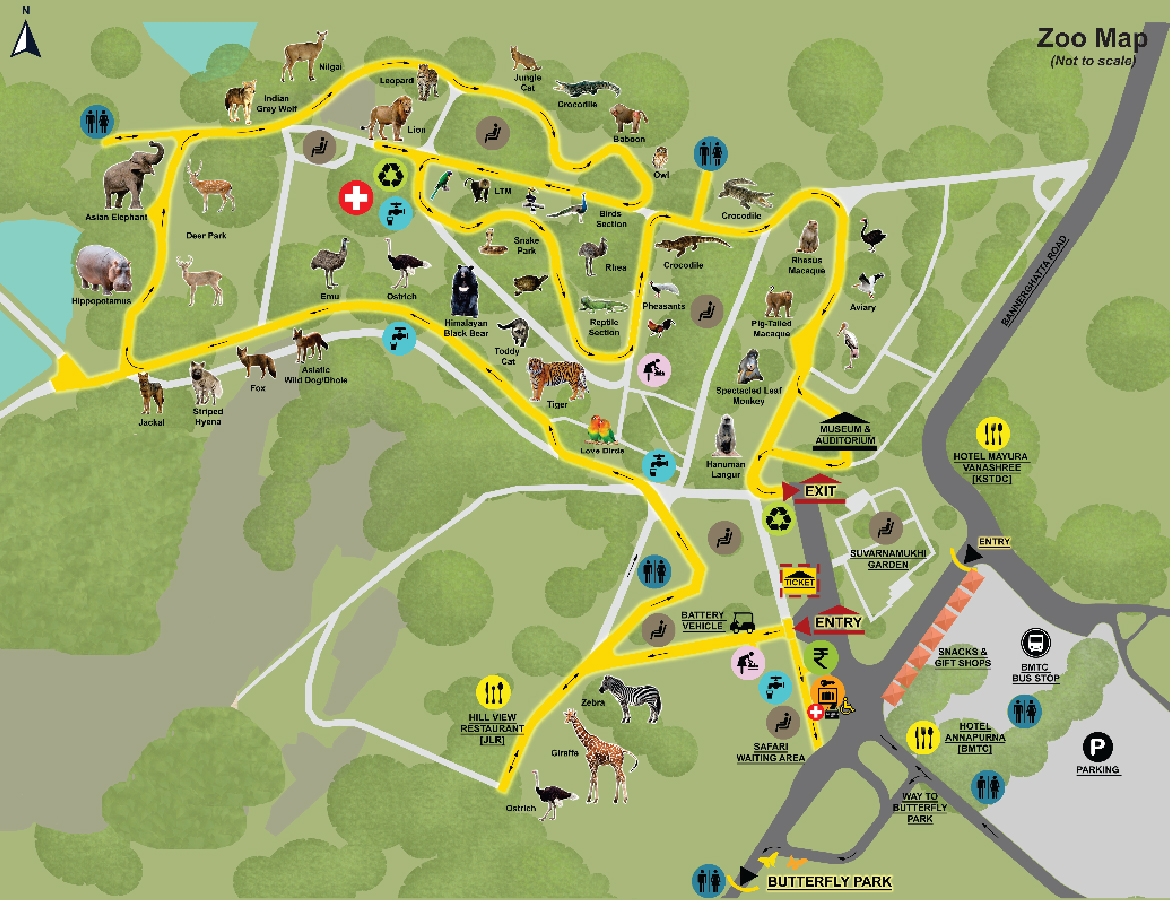 N
Zoo Map
(Not to scale)
Nilgai
Leopard
Jungle
Cat
Crocodile
Indian
Grey Wolf
Lion
Baboon
Owl
Asian Elephant
LTM
Birds
Section
Crocodile
Deer Park
Snake
Park
Rhea
Crocodile
Rhesus
Macaque
Hippopotamus
Emu
Ostrich
Himalayan
Black Bear
Reptile
Section
Pheasants
Aviary
Pig-Tailed
Macaque
BANNERGHATTA ROAD
Toddy
Cat
Asiatic
Wild Dog/Dhole
Fox
Jackal
Striped
Hyena
Tiger
Spectacled Leaf
Monkey
Love Birds
Hanuman
Langur
MUSEUM &
AUDITORIUM
HOTEL MAYURA
VANASHREE
[KSTDC]
EXIT
SUVARNAMUKHI
GARDEN
ENTRY
TICKET
BATTERY
VEHICLE
ENTRY
₹
SNACKS &
GIFT SHOPS
BMTC
BUS STOP
Zebra
HILL VIEW
RESTAURANT
[JLR]
Giraffe
SAFARI
WAITING AREA
HOTEL
ANNAPURNA
[BMTC]
P
PARKING
Ostrich
WAY TO
BUTTERFLY
PARK
BUTTERFLY PARK